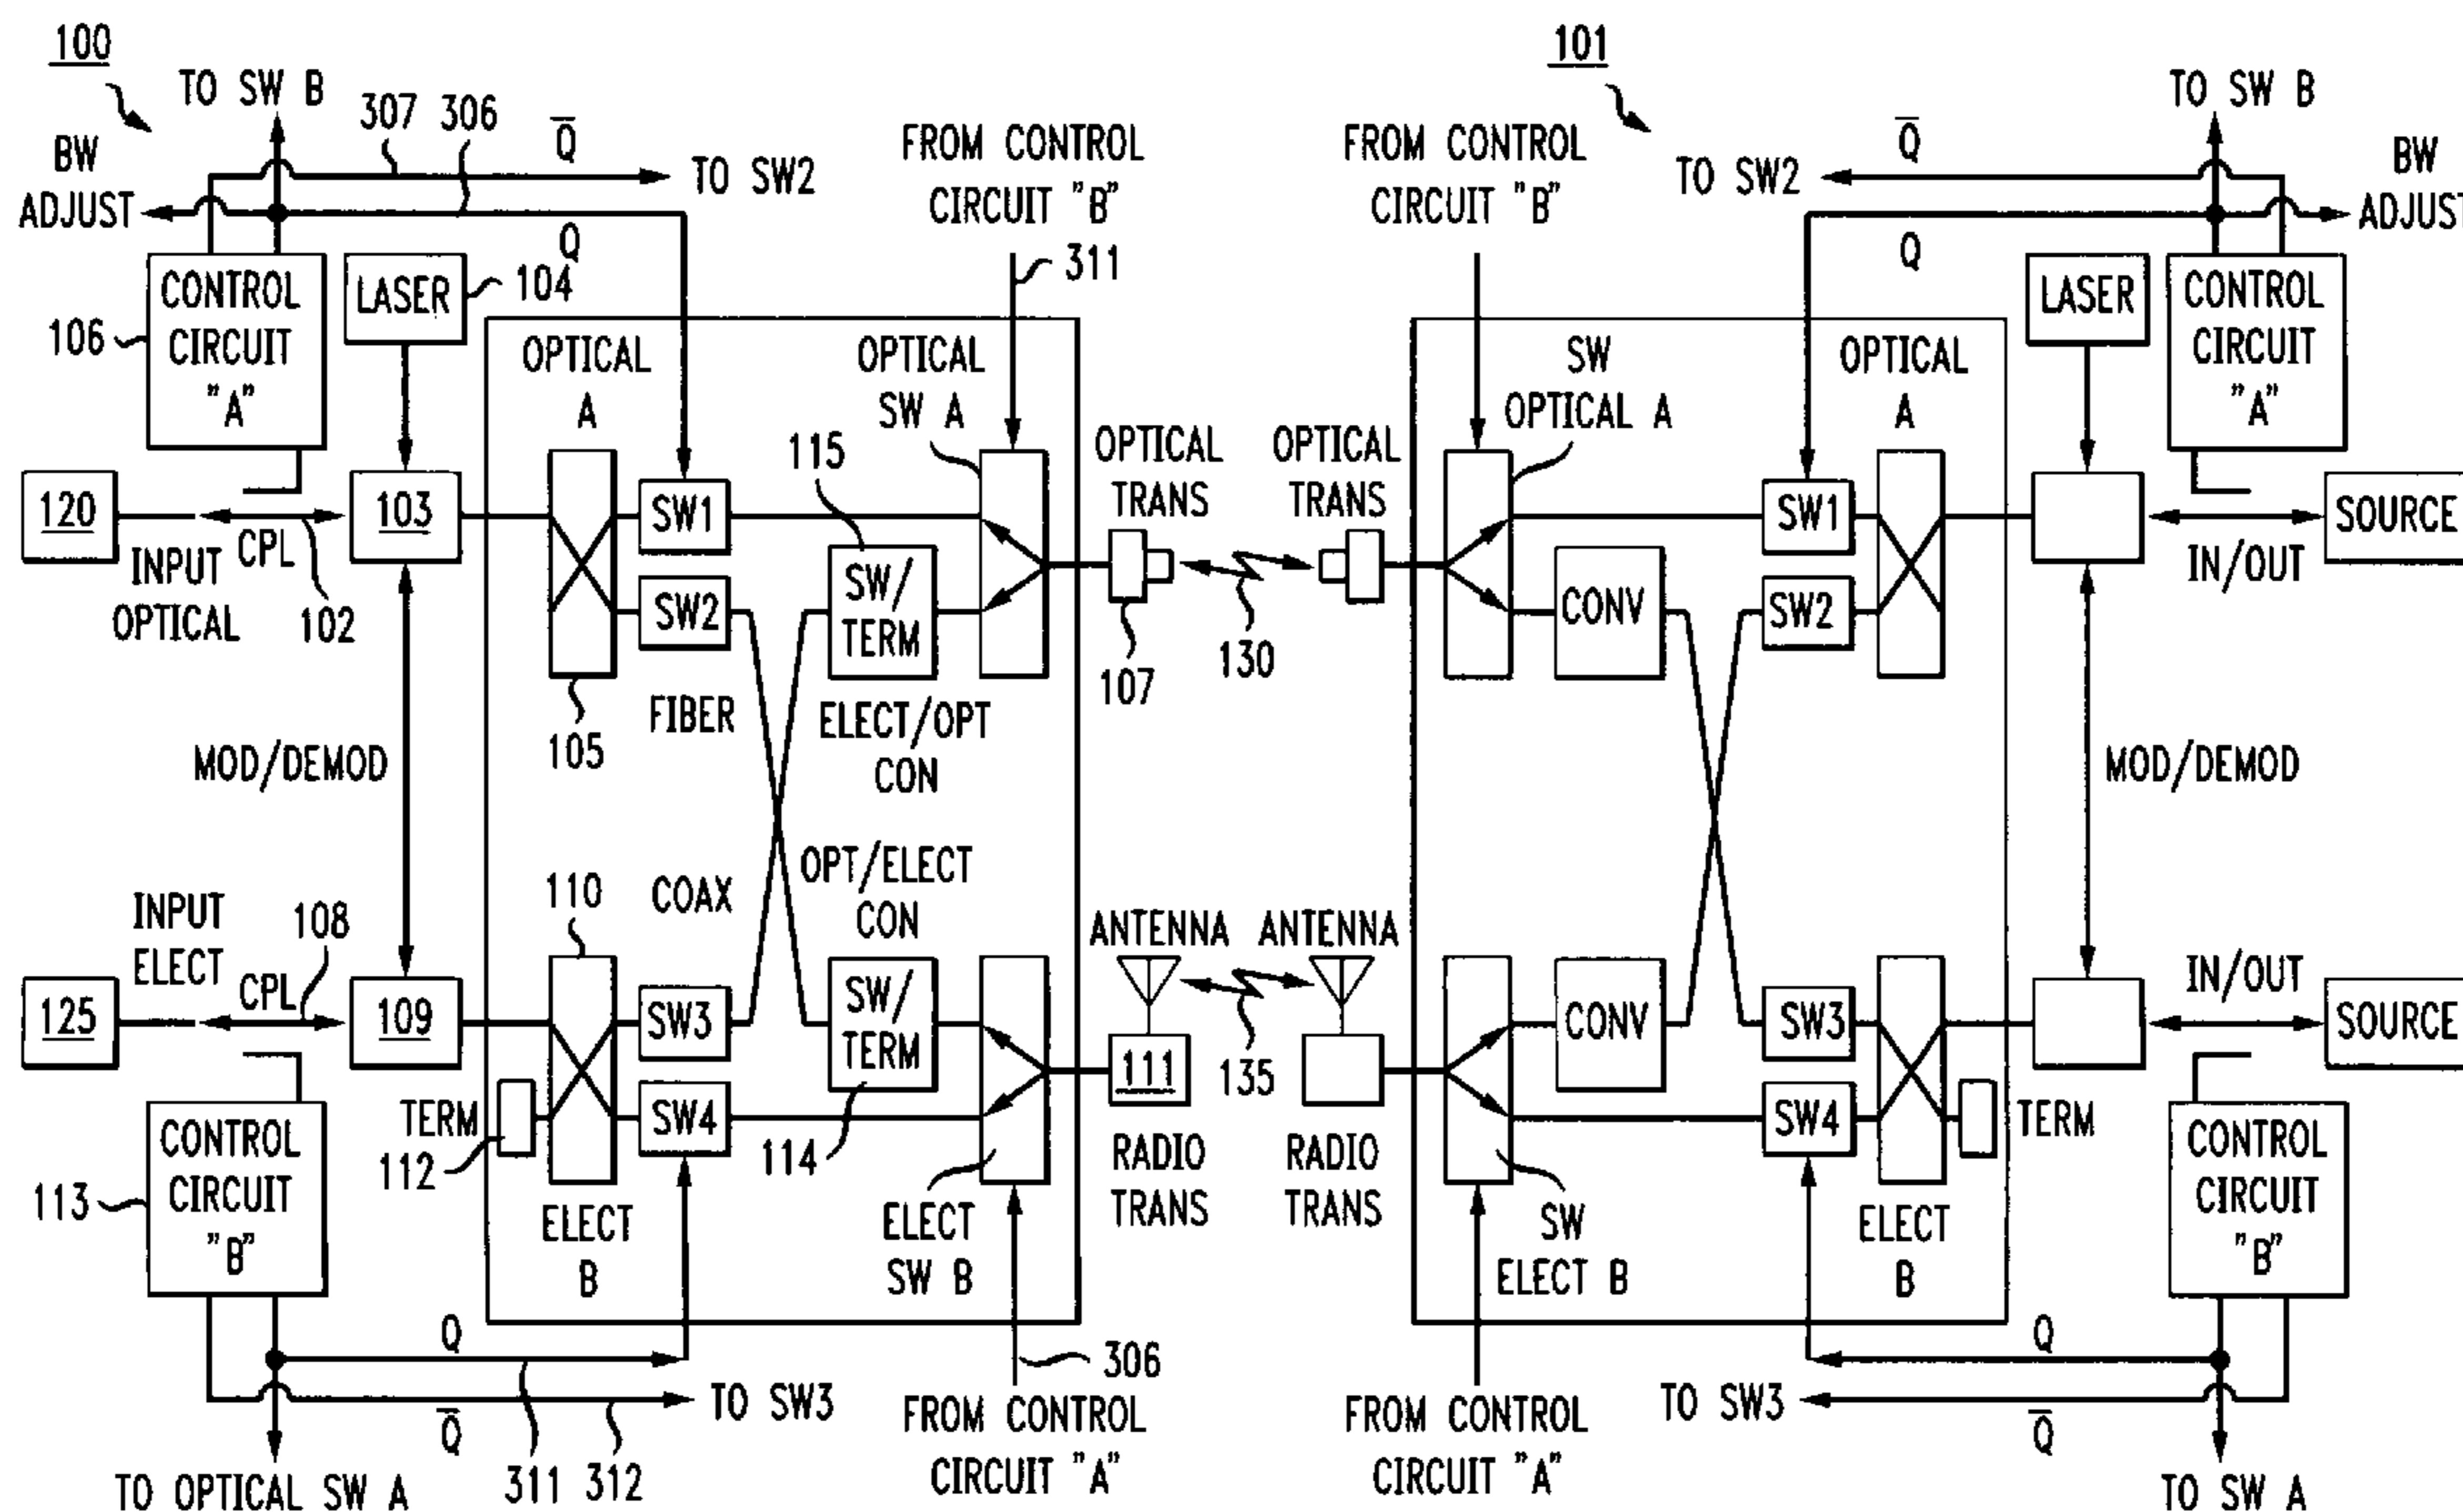 100
TO SW B
307
306
Q̅
BW
ADJUST
TO SW2
Q
FROM CONTROL
CIRCUIT "B"
311
CONTROL
CIRCUIT
"A"
106
LASER
104
OPTICAL
A
OPTICAL
SW A
115
OPTICAL
TRANS
120
CPL
INPUT
OPTICAL
102
103
SW1
SW2
SW/
TERM
107
130
105
FIBER
ELECT/OPT
CON
MOD/DEMOD
INPUT
ELECT
108
110
COAX
OPT/ELECT
CON
ANTENNA
125
CPL
109
SW3
SW/
TERM
111
135
TERM
112
SW4
114
RADIO
TRANS
CONTROL
CIRCUIT
"B"
113
ELECT
B
ELECT
SW B
Q
306
TO SW3
Q̅
311
312
TO OPTICAL SW A
FROM CONTROL
CIRCUIT "A"
101
FROM CONTROL
CIRCUIT "B"
TO SW B
Q̅
TO SW2
BW
ADJUST
Q
LASER
CONTROL
CIRCUIT
"A"
SW
OPTICAL A
OPTICAL
A
OPTICAL
TRANS
SW1
SOURCE
IN/OUT
CONV
SW2
MOD/DEMOD
ANTENNA
IN/OUT
CONV
SW3
SOURCE
SW4
TERM
RADIO
TRANS
SW
ELECT B
ELECT
B
CONTROL
CIRCUIT
"B"
Q
TO SW3
Q̅
FROM CONTROL
CIRCUIT "A"
TO SW A